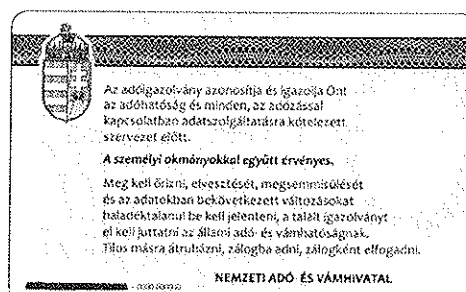 Az adóigazolvány azonosítja és igazolja Önt
az adóhatóság és minden, az adózással
kapcsolatban adatszolgáltatásra kötelezett
szervezet előtt.
A személyi okmányokkal együtt érvényes.
Meg kell őrizni, elvesztését, megsemmisülését
és az adatokban bekövetkezett változásokat
haladéktalanul be kell jelenteni, a talált igazolványt
el kell juttatni az állami adó- és vámhatóságnak.
Tilos másra átruházni, zálogba adni, zálogként elfogadni.
NEMZETI ADÓ- ÉS VÁMHIVATAL